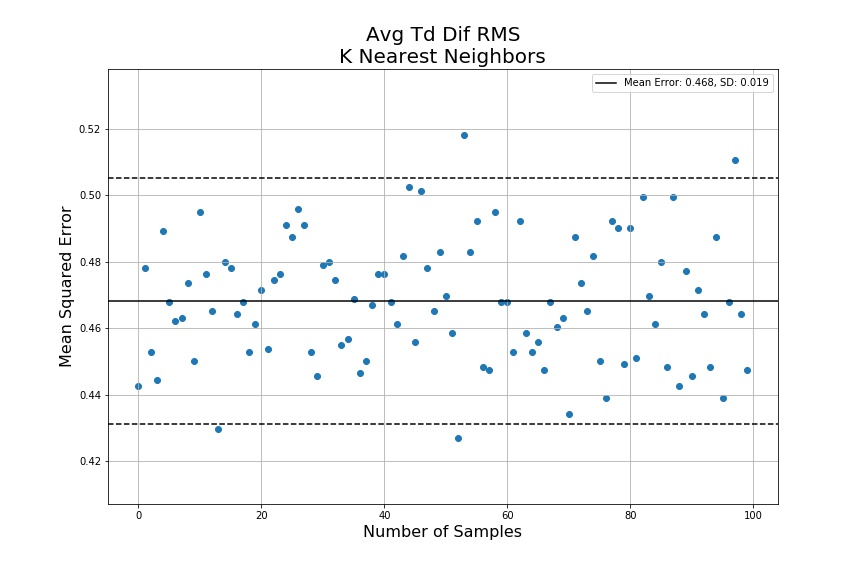 Avg Td Dif RMS
K Nearest Neighbors
Mean Error: 0.468, SD: 0.019
Mean Squared Error
0.52
0.50
0.48
0.46
0.44
0.42
0 20 40 60 80 100
Number of Samples